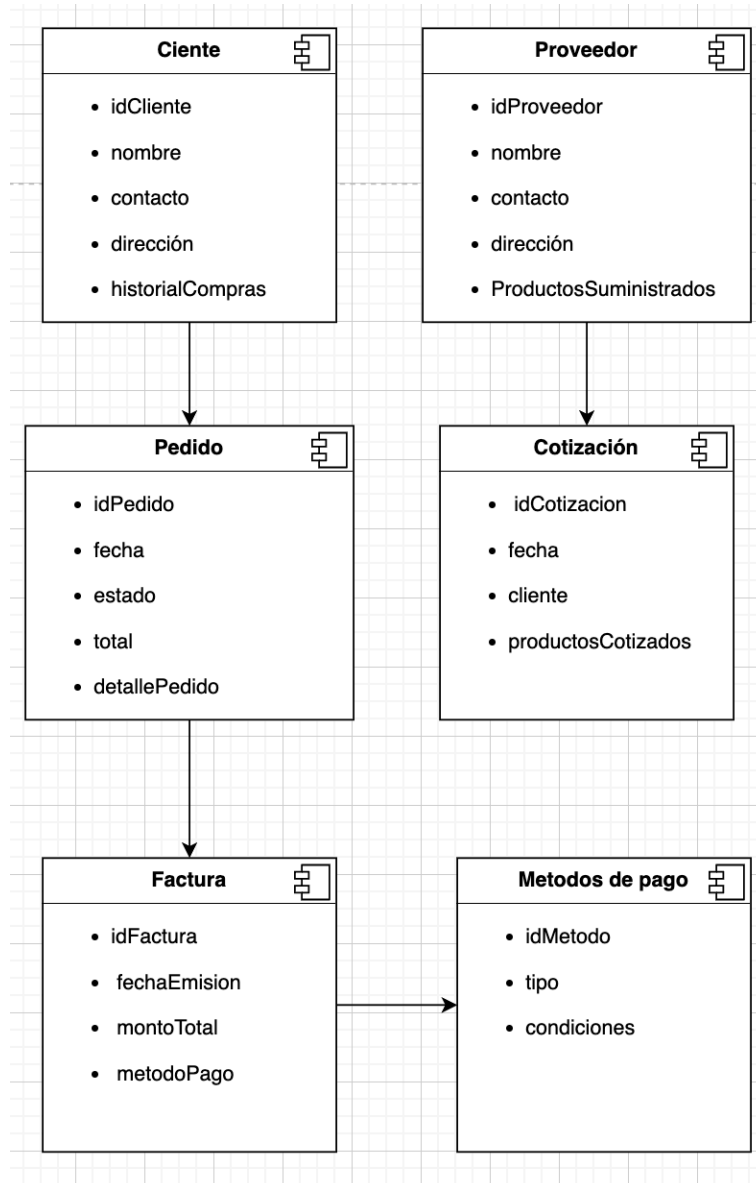 Ciente
• idCliente
• nombre
• contacto
• dirección
• historialCompras
Proveedor
• idProveedor
• nombre
• contacto
• dirección
• ProductosSuministrados
Pedido
• idPedido
• fecha
• estado
• total
• detallePedido
Cotización
• idCotizacion
• fecha
• cliente
• productosCotizados
Factura
• idFactura
• fechaEmision
• montoTotal
• metodoPago
Metodos de pago
• idMetodo
• tipo
• condiciones